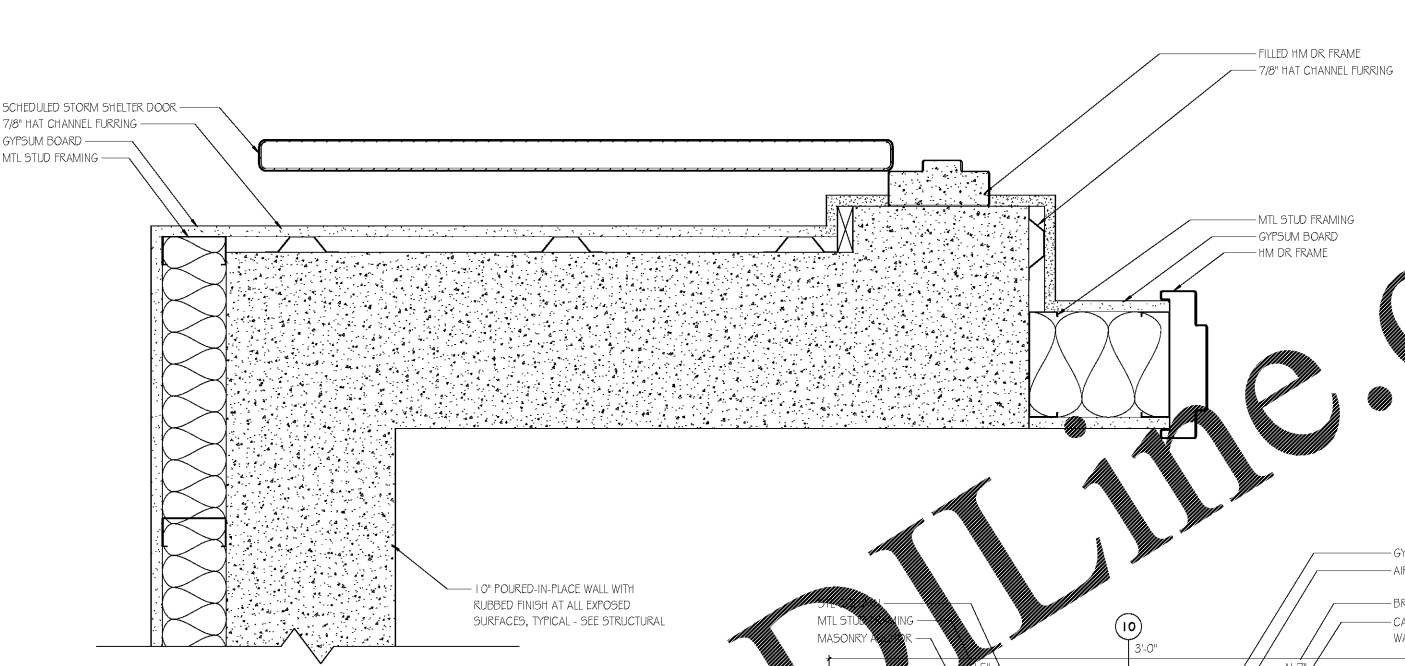 FILLED HM DR FRAME
7/8" HAT CHANNEL FURRING
SCHEDULED STORM SHELTER DOOR
7/8" HAT CHANNEL FURRING
GYPSUM BOARD
MTL STUD FRAMING
MTL STUD FRAMING
GYPSUM BOARD
HM DR FRAME
10" POURED-IN-PLACE WALL WITH
RUBBED FINISH AT ALL EXPOSED
SURFACES, TYPICAL - SEE STRUCTURAL
MTL
MASONRY
10
3'-0"
DILine.